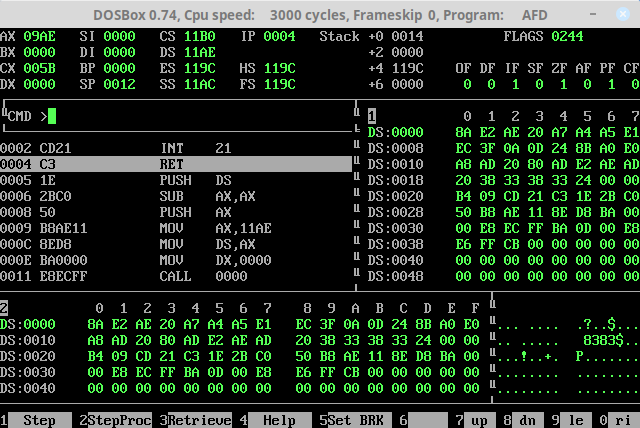 DOSBox 0.74, Cpu speed: 3000 cycles, Frameskip 0, Program: AFD
AX 09AE SI 0000 CS 11B0 IP 0004 Stack +0 0014 FLAGS 0244
BX 0000 DI 0000 DS 11AE +2 0000
CX 005B BP 0000 ES 119C HS 119C +4 119C OF DF IF SF ZF AF PF CF
DX 0000 SP 0012 SS 11AC FS 119C +6 0000 0 0 1 0 1 0 1 0
CMD >
1 0 1 2 3 4 5 6 7
DS:0000 8A E2 AE 20 A7 A4 A5 E1
0002 CD21 INT 21 DS:0008 EC 3F 0A 0D 24 8B A0 E0
0004 C3 RET DS:0010 A8 AD 20 80 AD E2 AE AD
0005 1E PUSH DS DS:0018 20 38 33 38 33 24 00 00
0006 2BC0 SUB AX,AX DS:0020 B4 09 CD 21 C3 1E 2B C0
0008 50 PUSH AX DS:0028 50 B8 AE 11 8E D8 BA 00
0009 B8AE11 MOV AX,11AE DS:0030 00 E8 EC FF BA 0D 00 E8
000C 8ED8 MOV DS,AX DS:0038 E6 FF CB 00 00 00 00 00
000E BA0000 MOV DX,0000 DS:0040 00 00 00 00 00 00 00 00
0011 E8ECFF CALL 0000 DS:0048 00 00 00 00 00 00 00 00
2 0 1 2 3 4 5 6 7 8 9 A B C D E F
DS:0000 8A E2 AE 20 A7 A4 A5 E1 EC 3F 0A 0D 24 8B A0 E0 ... .... .?..$...
DS:0010 A8 AD 20 80 AD E2 AE AD 20 38 33 38 33 24 00 00 .. ..... 8383$..
DS:0020 B4 09 CD 21 C3 1E 2B C0 50 B8 AE 11 8E D8 BA 00 ...!..+. P.......
DS:0030 00 E8 EC FF BA 0D 00 E8 E6 FF CB 00 00 00 00 00 ........ ........
DS:0040 00 00 00 00 00 00 00 00 00 00 00 00 00 00 00 00 ........ ........
1 Step 2 StepProc 3 Retrieve 4 Help 5 Set BRK 6 7 up 8 dn 9 le 0 ri